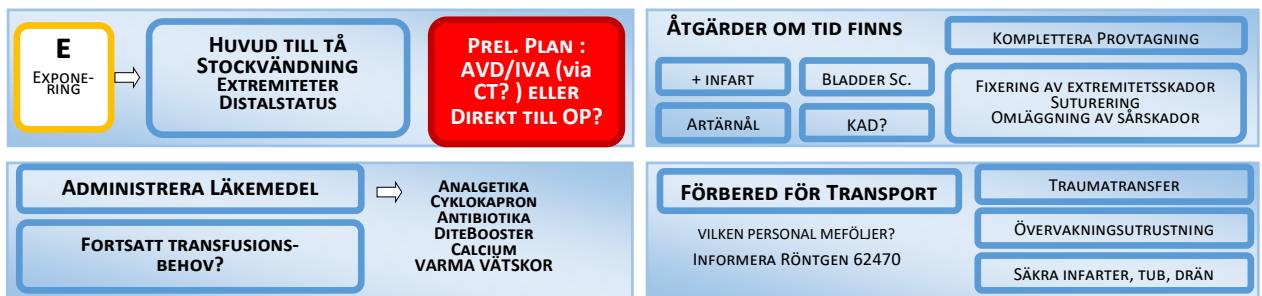 E
EXPONE-
RING
HUVUD TILL TÅ
STOCKVÄNDNING
EXTREMITETER
DISTALSTATUS
PREL. PLAN :
AVD/IVA (via
CT? ) ELLER
DIREKT TILL OP?
ÅTGÄRDER OM TID FINNS
KOMPLETTERA PROVTAGNING
+ INFART
BLADDER SC.
ARTÄRNÅL
KAD?
FIXERING AV EXTREMITETSSKADOR
SUTURERING
OMLÄGGNING AV SÅRSKADOR
ADMINISTRERA LÄKEMEDEL
FORTSATT TRANSFUSIONS-
BEHOV?
ANALGETIKA
CYKLOKAPRON
ANTIBIOTIKA
DITEBOOSTER
CALCIUM
VARMA VÄTSKOR
FÖRBERED FÖR TRANSPORT
VILKEN PERSONAL MEFÖLJER?
INFORMERA RÖNTGEN 62470
TRAUMATRANSFER
ÖVERVAKNINGSUTRUSTNING
SÄKRA INFARTER, TUB, DRÄN